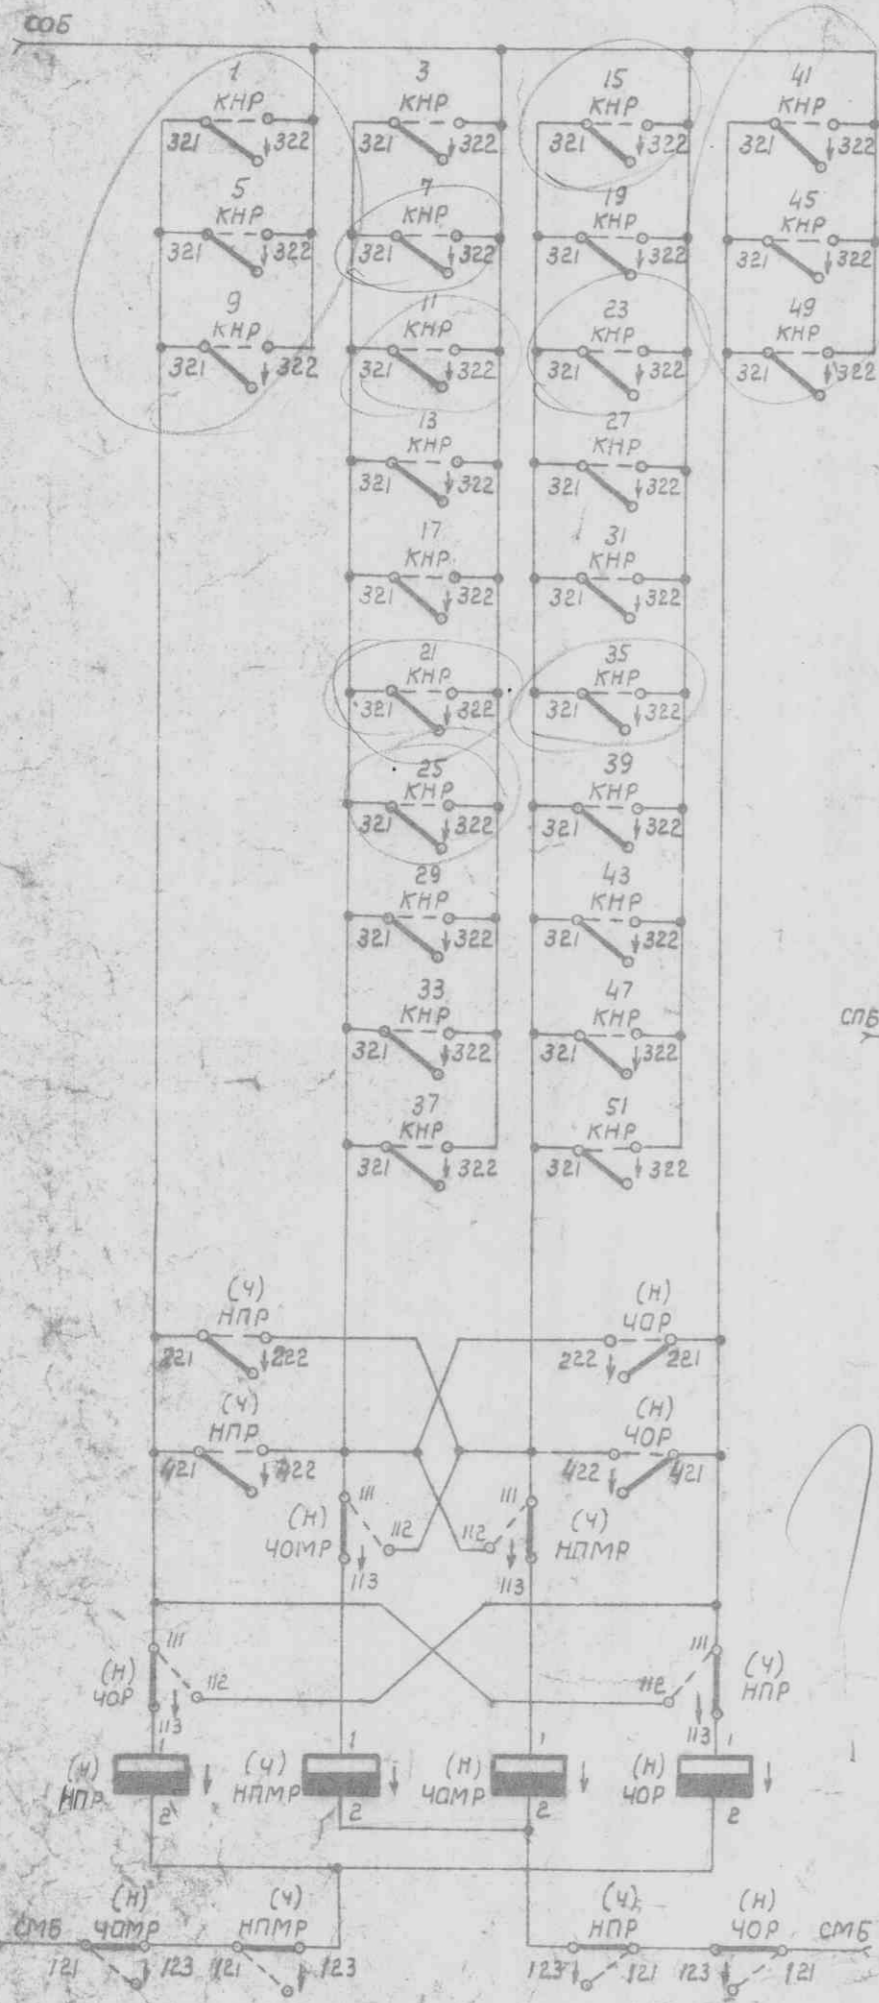 СОБ
1 3 15 41
КНР КНР КНР КНР
321 322 321 322 321 322 321 322
5 7 19 45
КНР КНР КНР КНР
321 322 321 322 321 322 321 322
9 11 23 49
КНР КНР КНР КНР
321 322 321 322 321 322 321 322
13 27
КНР КНР
321 322 321 322
17 31
КНР КНР
321 322 321 322
21 35
КНР КНР
321 322 321 322
25 39
КНР КНР
321 322 321 322
29 43
КНР КНР
321 322 321 322
33 47
КНР КНР
321 322 321 322
СПБ
37 51
КНР КНР
321 322 321 322
(Ч) (Н)
НПР ЧОР
221 222 222 221
(Ч) (Н)
НПР ЧОР
421 422 422 421
111 111
(Н) 112 112 (Ч)
ЧОМР НПМР
113 113
111 111
(Н) 112 112 (Ч)
ЧОР НПР
113 113
1 1 1 1
(Ч) (Ч) (Н) (Н)
НПР НПМР ЧОМР ЧОР
2 2 2 2
(Н) (Ч) (Ч) (Н)
СМБ ЧОМР НПМР НПР ЧОР СМБ
121 123 121 123 123 121 123 121